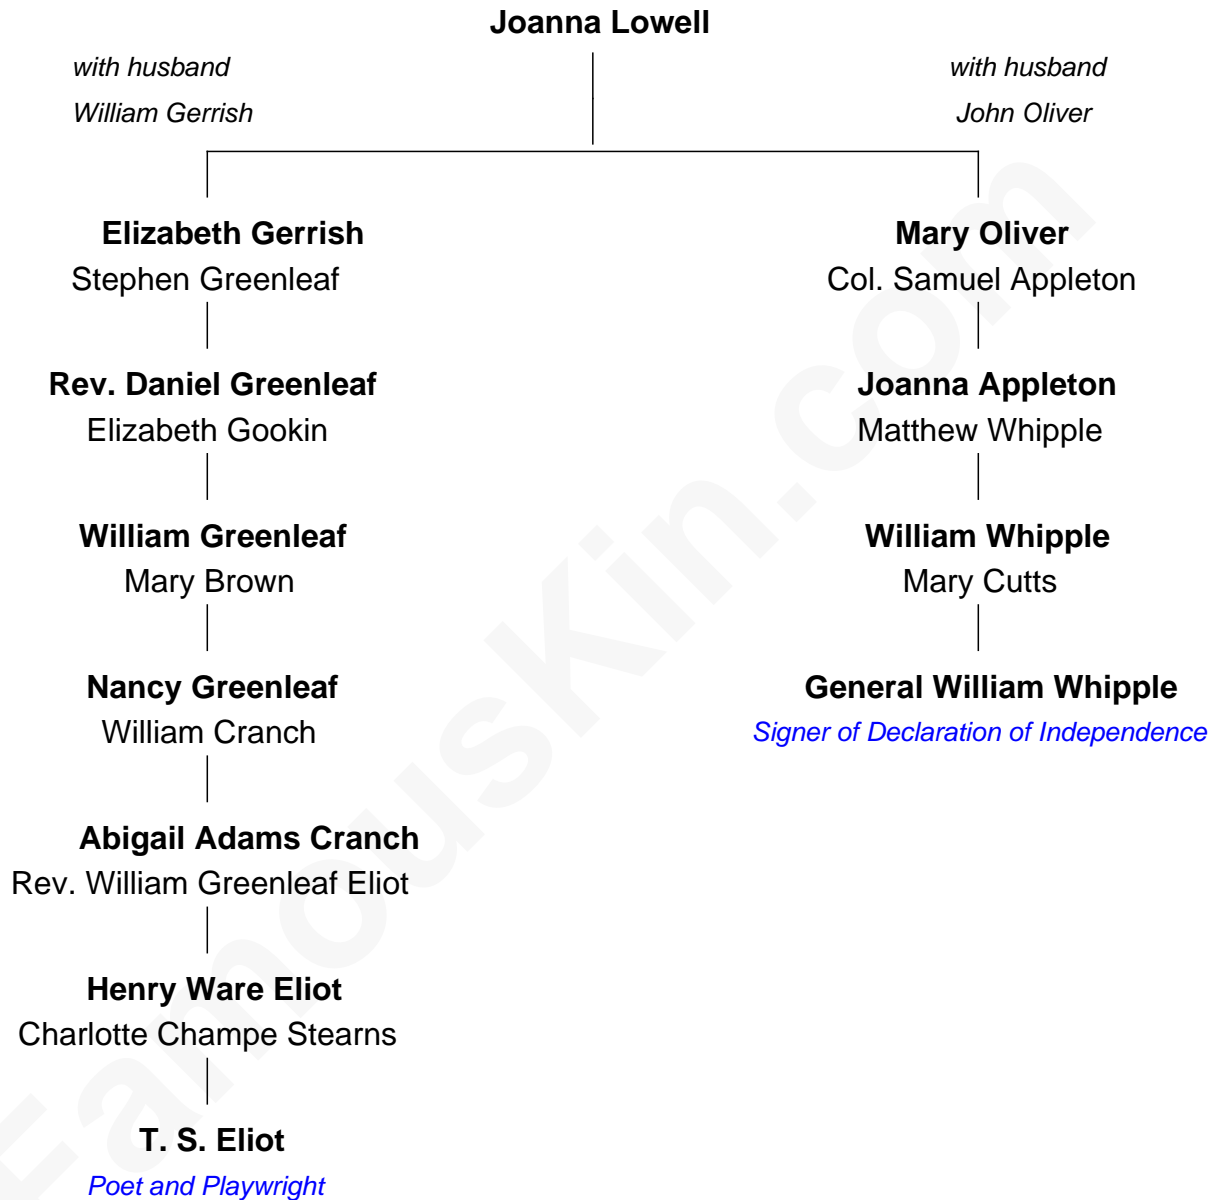 Joanna Lowell
with husband
William Gerrish
with husband
John Oliver
Elizabeth Gerrish
Stephen Greenleaf
Mary Oliver
Col. Samuel Appleton
Rev. Daniel Greenleaf
Elizabeth Gookin
Joanna Appleton
Matthew Whipple
William Greenleaf
Mary Brown
William Whipple
Mary Cutts
Nancy Greenleaf
William Cranch
General William Whipple
Signer of Declaration of Independence
Abigail Adams Cranch
Rev. William Greenleaf Eliot
Henry Ware Eliot
Charlotte Champe Stearns
T. S. Eliot
Poet and Playwright
FamousKin.com